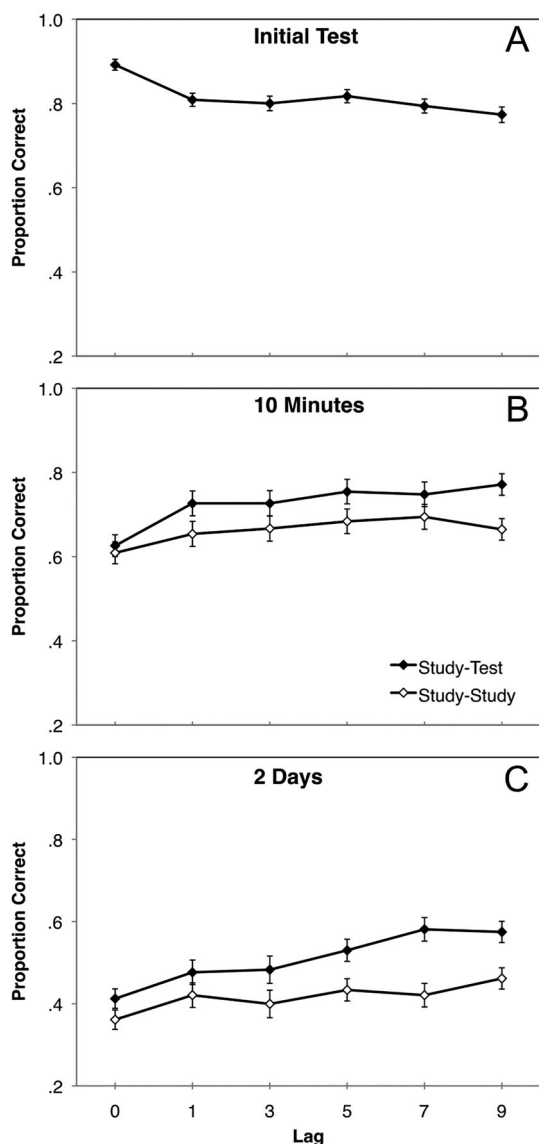 Initial Test
A
Proportion Correct
1.0
.8
.6
.4
.2
10 Minutes
B
Proportion Correct
1.0
.8
.6
.4
.2
Study-Test
Study-Study
2 Days
C
Proportion Correct
1.0
.8
.6
.4
.2
0 1 3 5 7 9
Lag